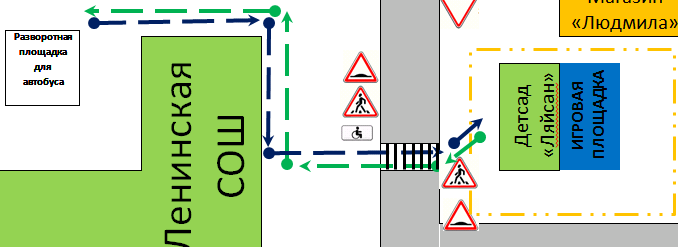 Магазин
«Людмила»
Разворотная
площадка
для
автобуса
Ленинская
СОШ
Детсад
«Ляйсан»
ИГРОВАЯ
ПЛОЩАДКА